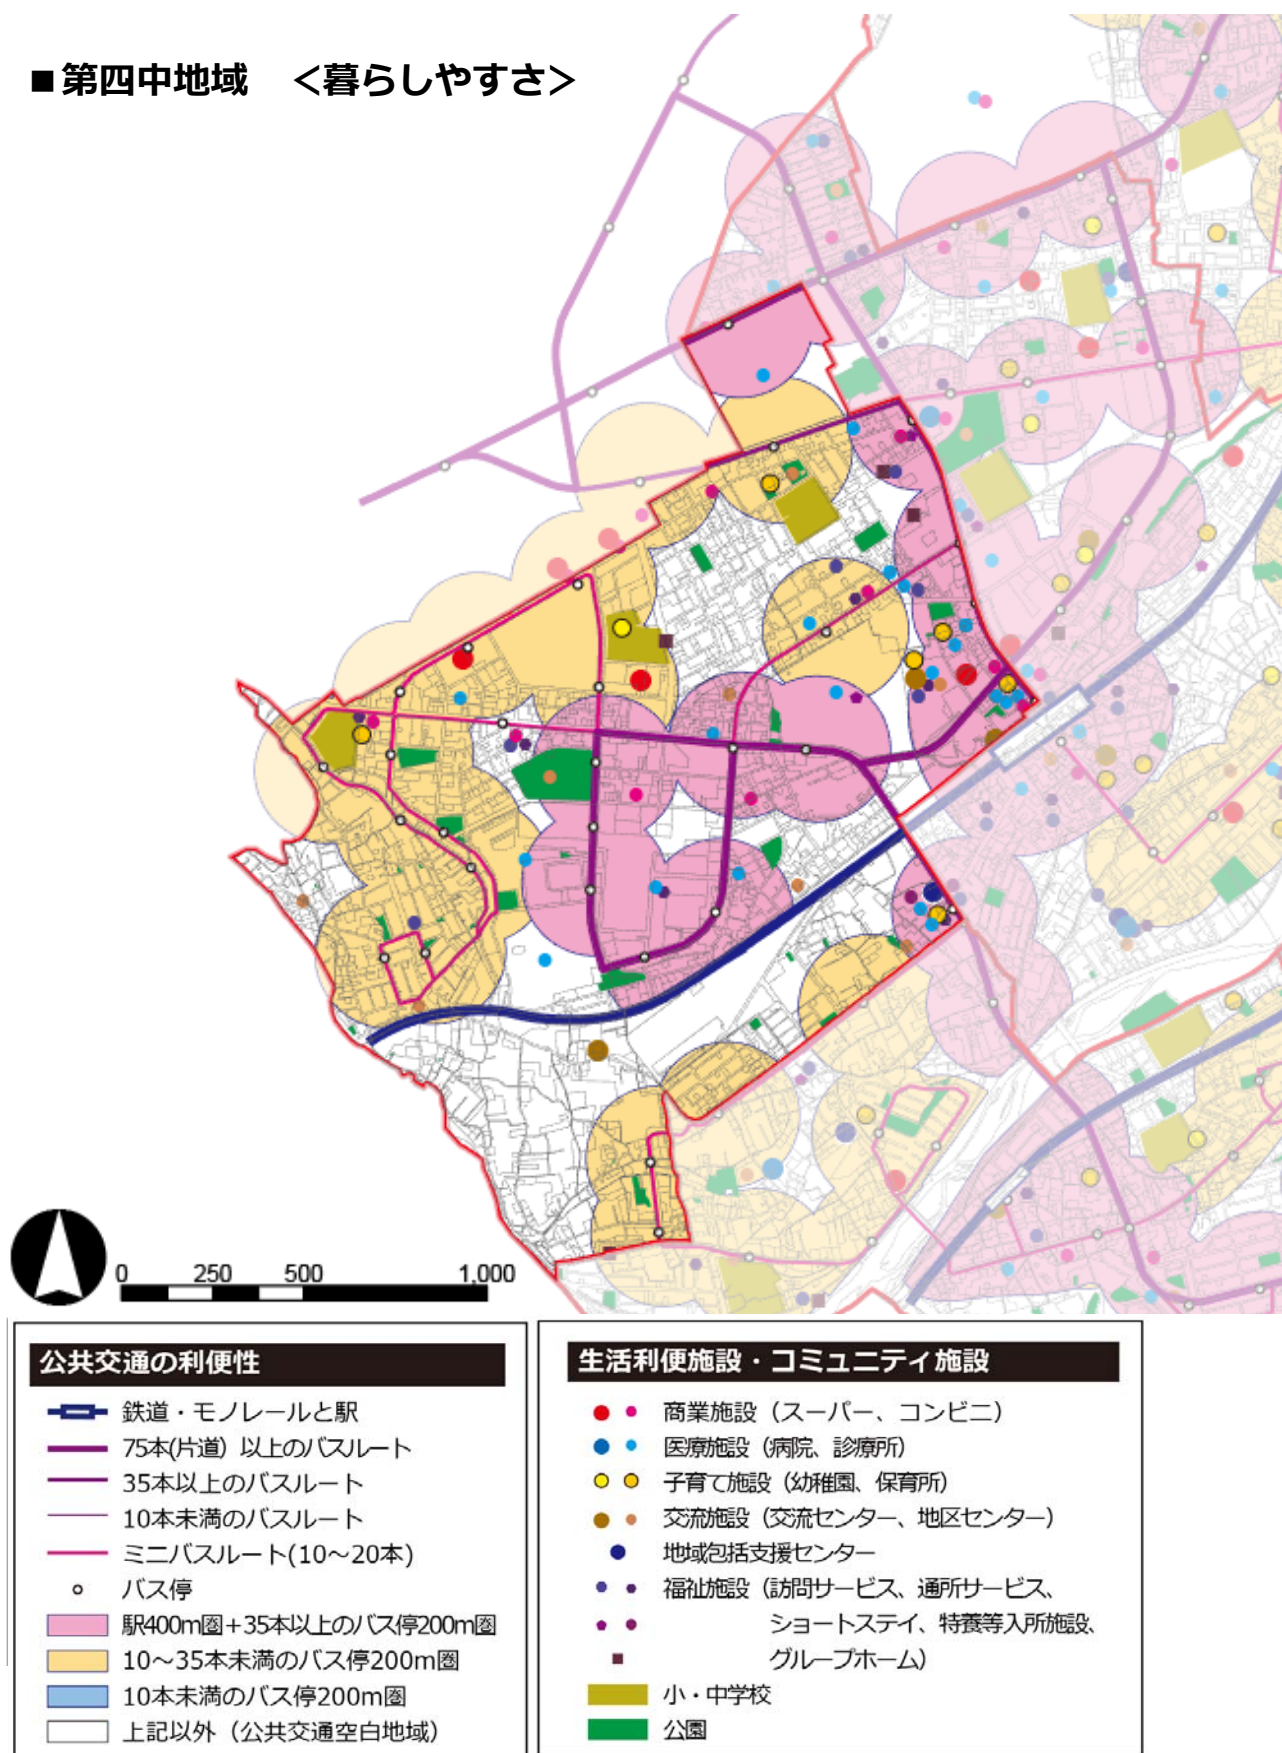 ■第四中地域　＜暮らしやすさ＞
0 250 500 1,000
公共交通の利便性
鉄道・モノレールと駅
75本(片道）以上のバスルート
35本以上のバスルート
10本未満のバスルート
ミニバスルート(10～20本)
バス停
駅400m圏＋35本以上のバス停200m圏
10～35本未満のバス停200m圏
10本未満のバス停200m圏
上記以外（公共交通空白地域）
生活利便施設・コミュニティ施設
商業施設（スーパー、コンビニ）
医療施設（病院、診療所）
子育て施設（幼稚園、保育所）
交流施設（交流センター、地区センター）
地域包括支援センター
福祉施設（訪問サービス、通所サービス、
ショートステイ、特養等入所施設、
グループホーム）
小・中学校
公園